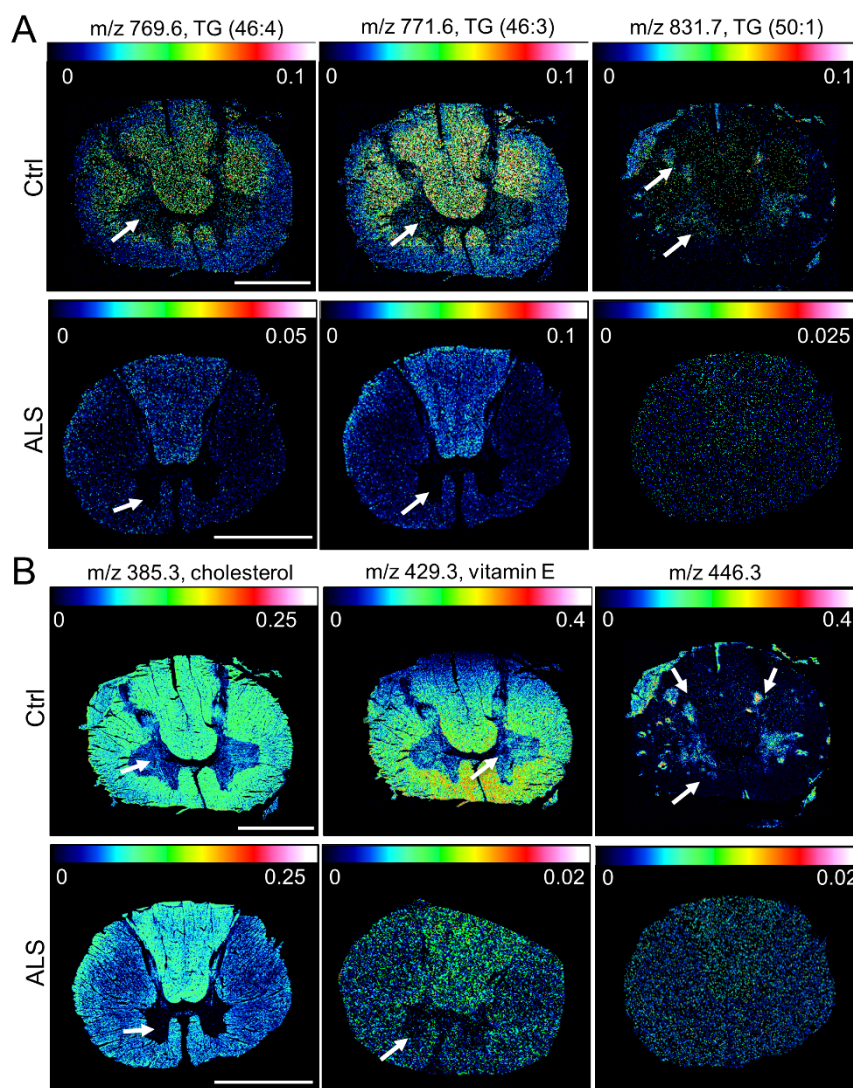 A
m/z 769.6, TG (46:4) m/z 771.6, TG (46:3) m/z 831.7, TG (50:1)
0 0.1 0 0.1 0 0.1
Ctrl
0 0.05 0 0.1 0 0.025
ALS
B
m/z 385.3, cholesterol m/z 429.3, vitamin E m/z 446.3
0 0.25 0 0.4 0 0.4
Ctrl
0 0.25 0 0.02 0 0.02
ALS